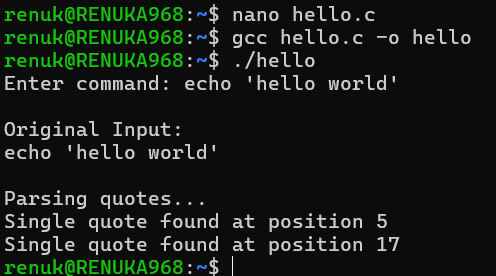 renuk@RENUKA968:~$ nano hello.c
renuk@RENUKA968:~$ gcc hello.c -o hello
renuk@RENUKA968:~$ ./hello
Enter command: echo 'hello world'
Original Input:
echo 'hello world'
Parsing quotes...
Single quote found at position 5
Single quote found at position 17
renuk@RENUKA968:~$